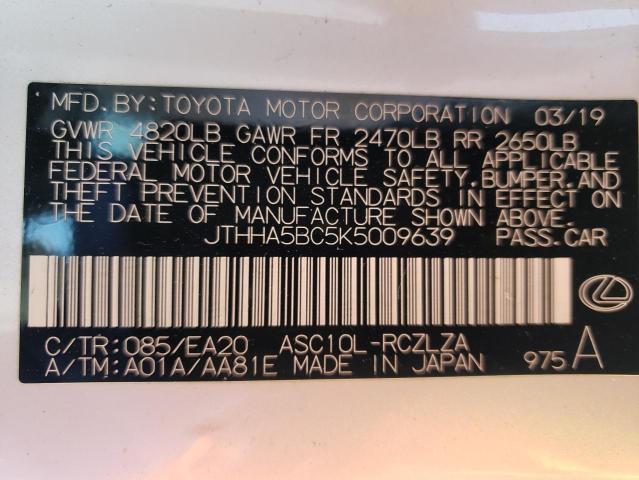 MFD. BY: TOYOTA MOTOR CORPORATION 03/19
GVWR 4820LB GAWR FR 2470LB RR 2650LB
THIS VEHICLE CONFORMS TO ALL APPLICABLE
FEDERAL MOTOR VEHICLE SAFETY, BUMPER, AND
THEFT PREVENTION STANDARDS IN EFFECT ON
THE DATE OF MANUFACTURE SHOWN ABOVE.
JTHHA5BC5K5009639 PASS. CAR
C/TR: 085/EA20 ASC10L-RCZLZA
A/TM: A01A/AA81E MADE IN JAPAN 975 A